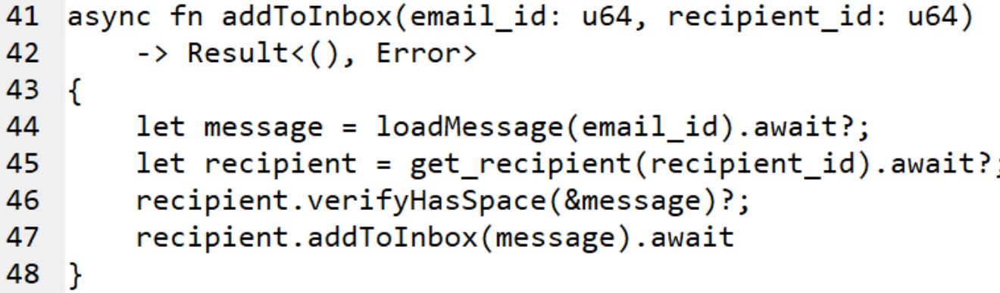 41 async fn addToInbox(email_id: u64, recipient_id: u64)
42     -> Result<(), Error>
43 {
44     let message = loadMessage(email_id).await?;
45     let recipient = get_recipient(recipient_id).await?;
46     recipient.verifyHasSpace(&message)?;
47     recipient.addToInbox(message).await
48 }